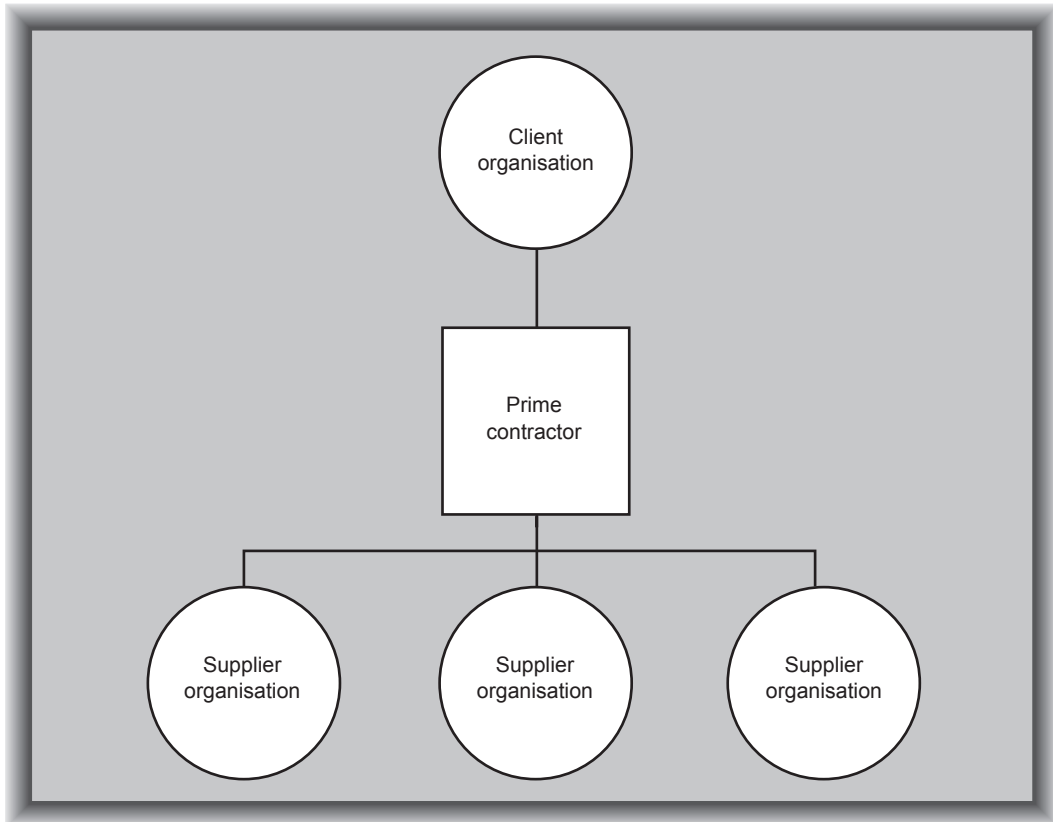 Client
organisation
Prime
contractor
Supplier
organisation
Supplier
organisation
Supplier
organisation